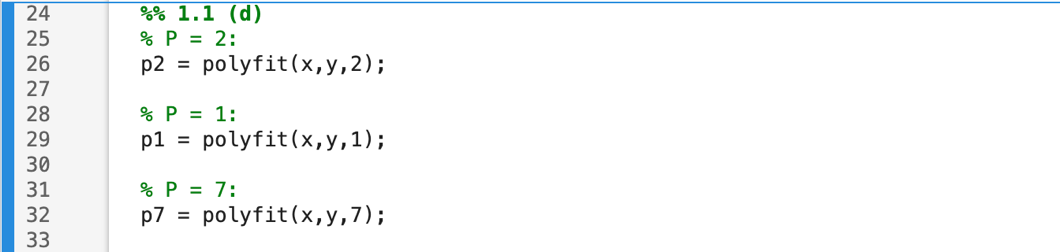 24 %% 1.1 (d)
25 % P = 2:
26 p2 = polyfit(x,y,2);
27
28 % P = 1:
29 p1 = polyfit(x,y,1);
30
31 % P = 7:
32 p7 = polyfit(x,y,7);
33